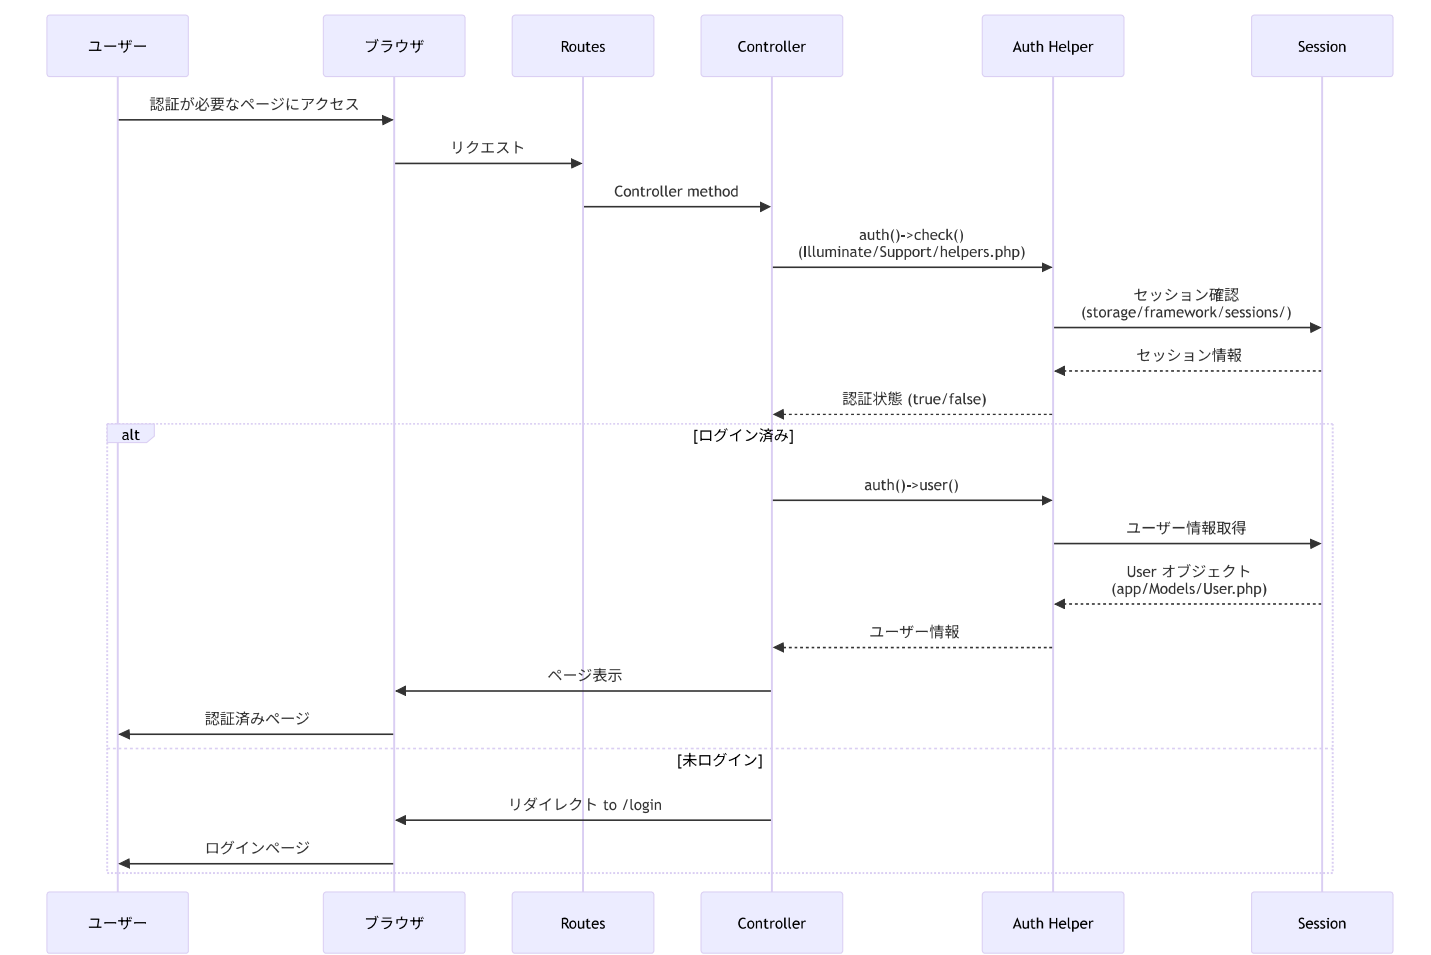 ユーザー
ブラウザ
Routes
Controller
Auth Helper
Session
認証が必要なページにアクセス
リクエスト
Controller method
auth()->check()
(Illuminate/Support/helpers.php)
セッション確認
(storage/framework/sessions/)
セッション情報
認証状態 (true/false)
alt
[ログイン済み]
auth()->user()
ユーザー情報取得
User オブジェクト
(app/Models/User.php)
ユーザー情報
ページ表示
認証済みページ
[未ログイン]
リダイレクト to /login
ログインページ
ユーザー
ブラウザ
Routes
Controller
Auth Helper
Session